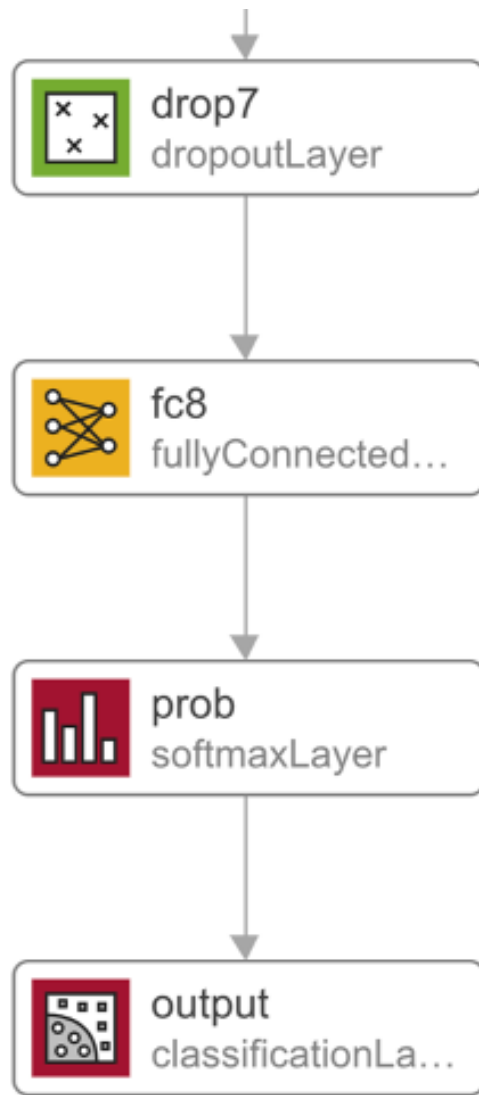 drop7
dropoutLayer
fc8
fullyConnected...
prob
softmaxLayer
output
classificationLa...